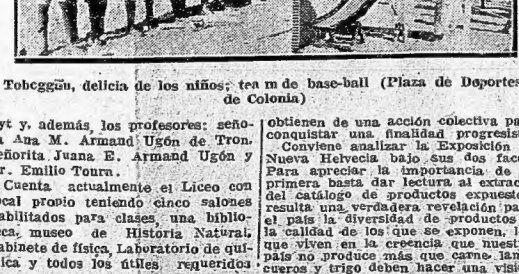 Toboggan, delicia de los niños; team de base-ball (Plaza de Deportes
de Colonia)
yt y, además, los profesores: seño-
a Ana M. Armand Ugón de Tron.
eñorita Juana E. Armand Ugón y
r. Emilio Tourn.
Cuenta actualmente el Liceo con
ocal propio teniendo cinco salones
abilitados para clases, una biblio-
eca, museo de Historia Natural,
abinete de física, Laboratorio de quí-
ica y todos los útiles requeridos
obtienen de una acción colectiva pa
conquistar una finalidad progresis
Conviene analizar la Exposición
Nueva Helvecia bajo sus dos face
Para apreciar la importancia de
primera basta dar lectura al extrac
del catálogo de productos expuest
resulta una verdadera revelación pa
el país la diversidad de productos
la calidad de los que se exponen, l
que viven en la creencia que nuest
país no produce más que carne, lan
cueros y trigo deben hacer una visi